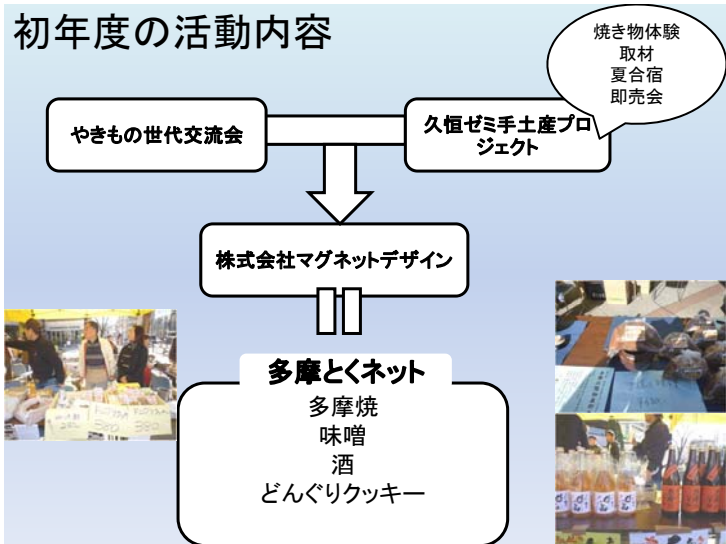 初年度の活動内容
焼き物体験
取材
夏合宿
即売会
やきもの世代交流会
久恒ゼミ手土産プロ
ジェクト
株式会社マグネットデザイン
多摩とくネット
多摩焼
味噌
酒
どんぐりクッキー
380
380